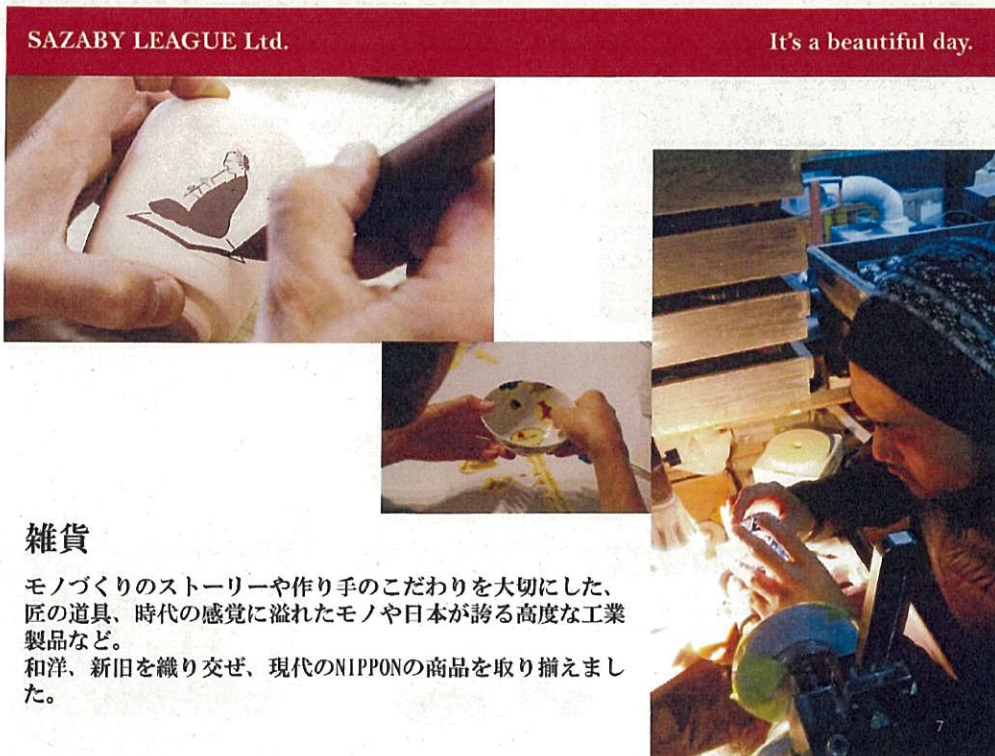 SAZABY LEAGUE Ltd.
It's a beautiful day.
雑貨
モノづくりのストーリーや作り手のこだわりを大切にした、
匠の道具、時代の感覚に溢れたモノや日本が誇る高度な工業
製品など。
和洋、新旧を織り交ぜ、現代のNIPPONの商品を取り揃えまし
た。
7